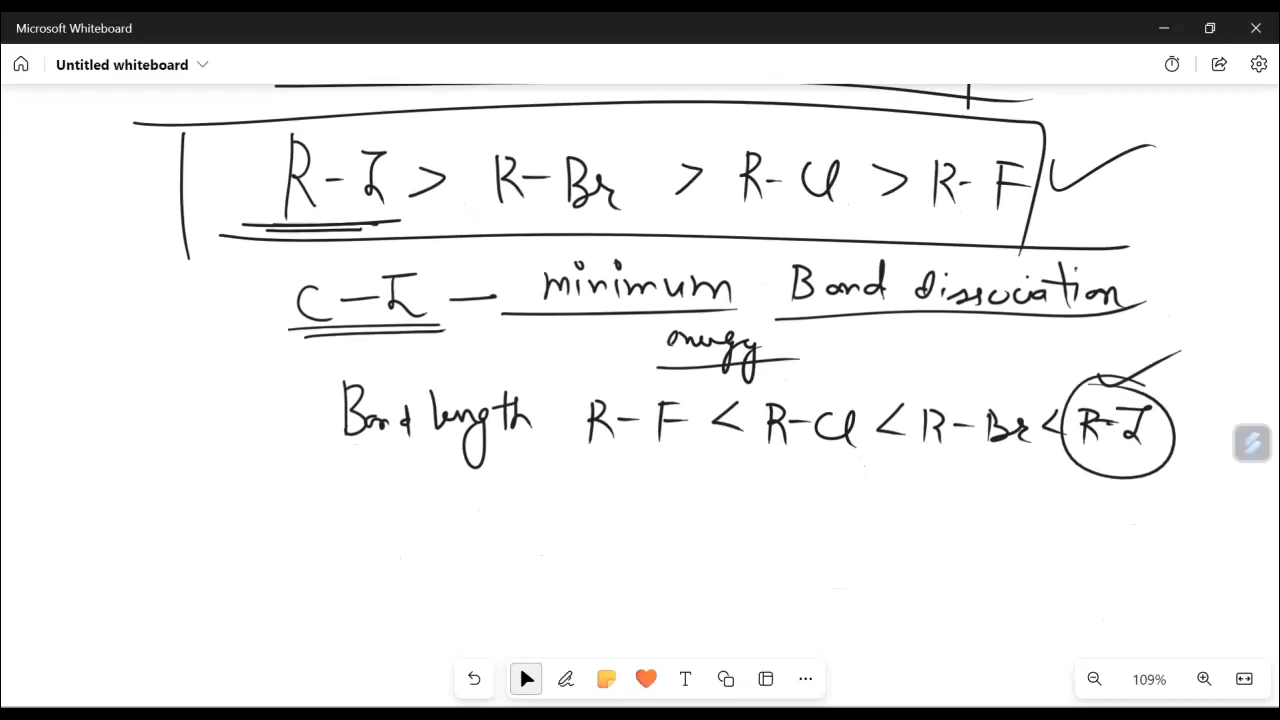 Microsoft Whiteboard
Untitled whiteboard
R-I > R-Br > R-Cl > R-F
C-I - minimum Bond dissociation
energy
Bond length R-F < R-Cl < R-Br < R-I
109%